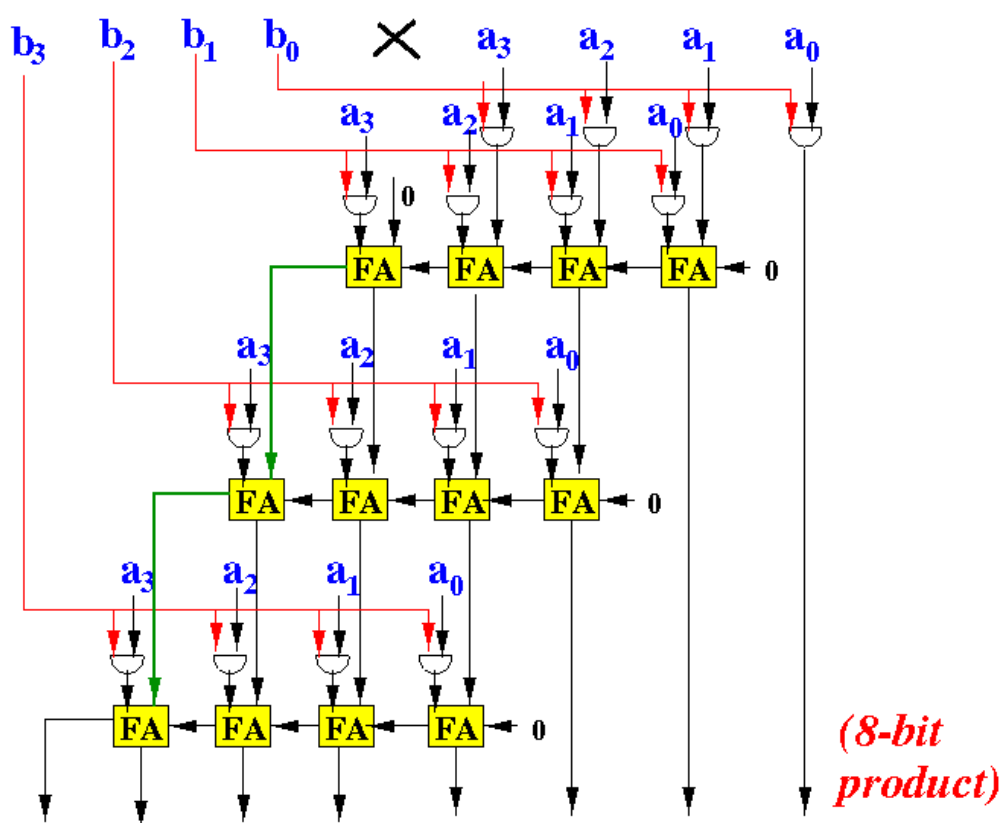 b₃ b₂ b₁ b₀ × a₃ a₂ a₁ a₀
a₃ a₂ a₁ a₀
0
FA FA FA FA 0
a₃ a₂ a₁ a₀
FA FA FA FA 0
a₃ a₂ a₁ a₀
FA FA FA FA 0
(8-bit
product)